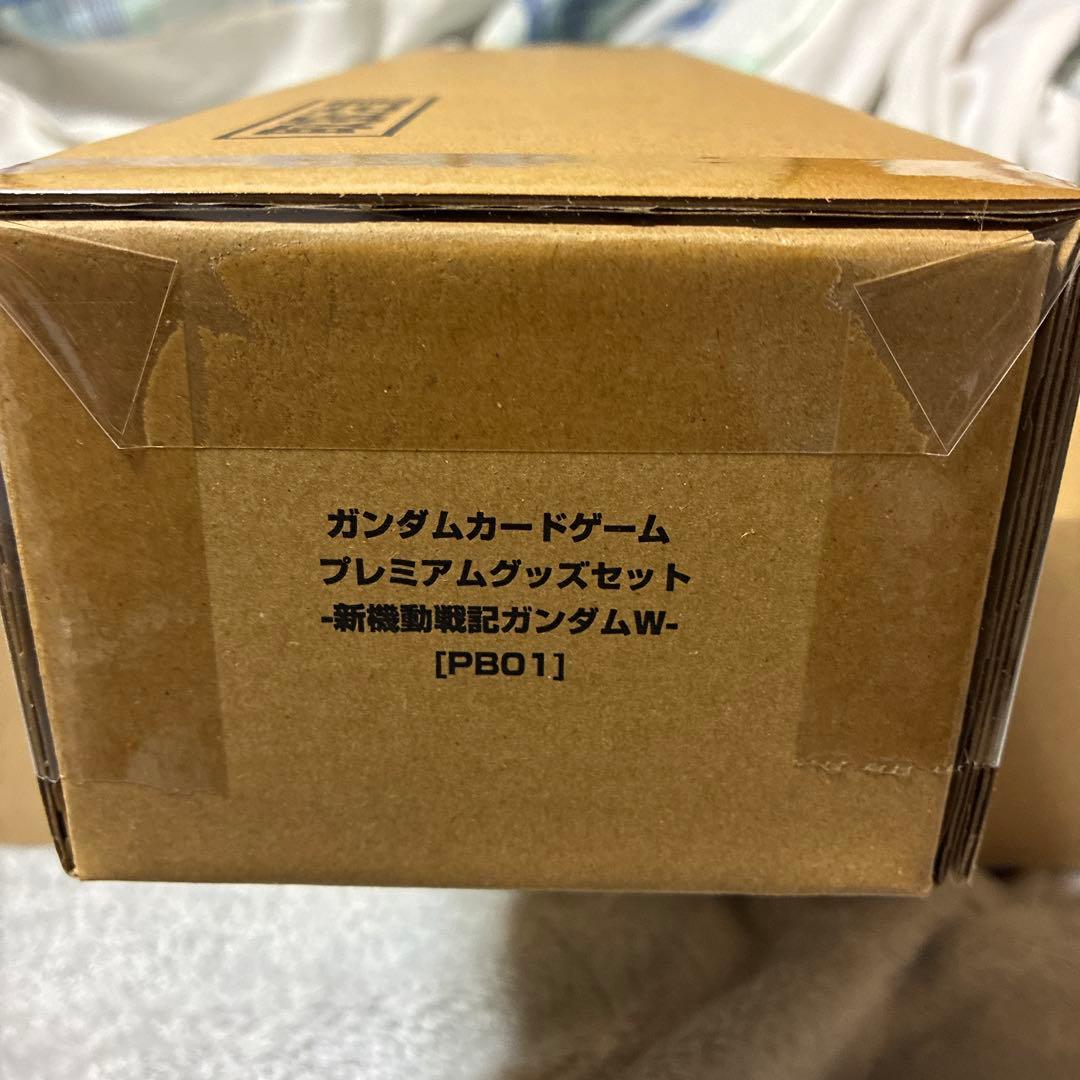 ガンダムカードゲーム
プレミアムグッズセット
-新機動戦記ガンダムW-
[PB01]